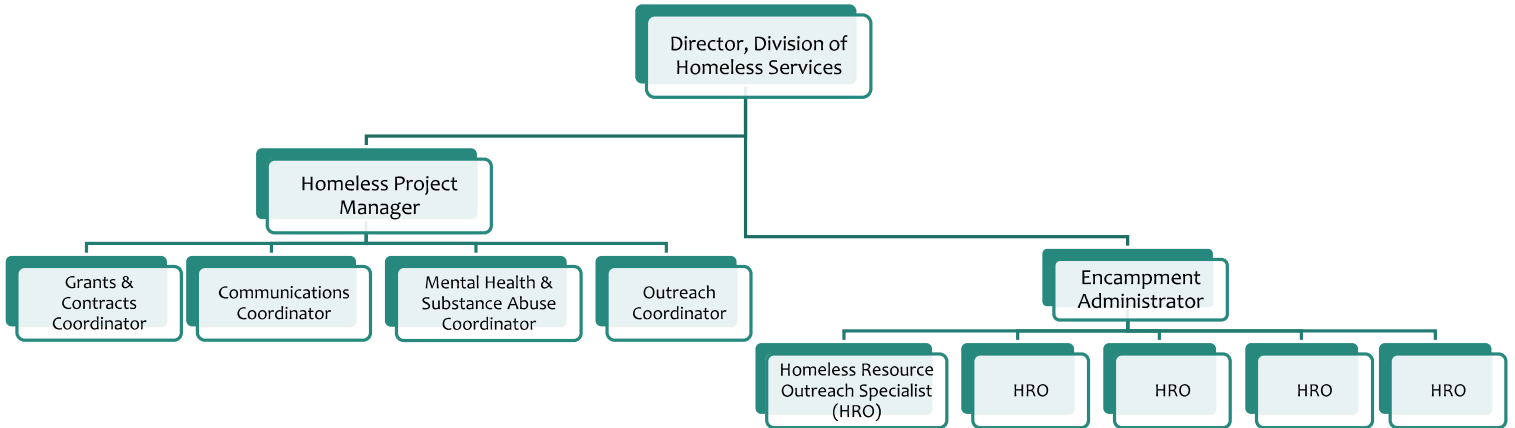 Director, Division of
Homeless Services
Homeless Project
Manager
Grants &
Contracts
Coordinator
Communications
Coordinator
Mental Health &
Substance Abuse
Coordinator
Outreach
Coordinator
Encampment
Administrator
Homeless Resource
Outreach Specialist
(HRO)
HRO
HRO
HRO
HRO